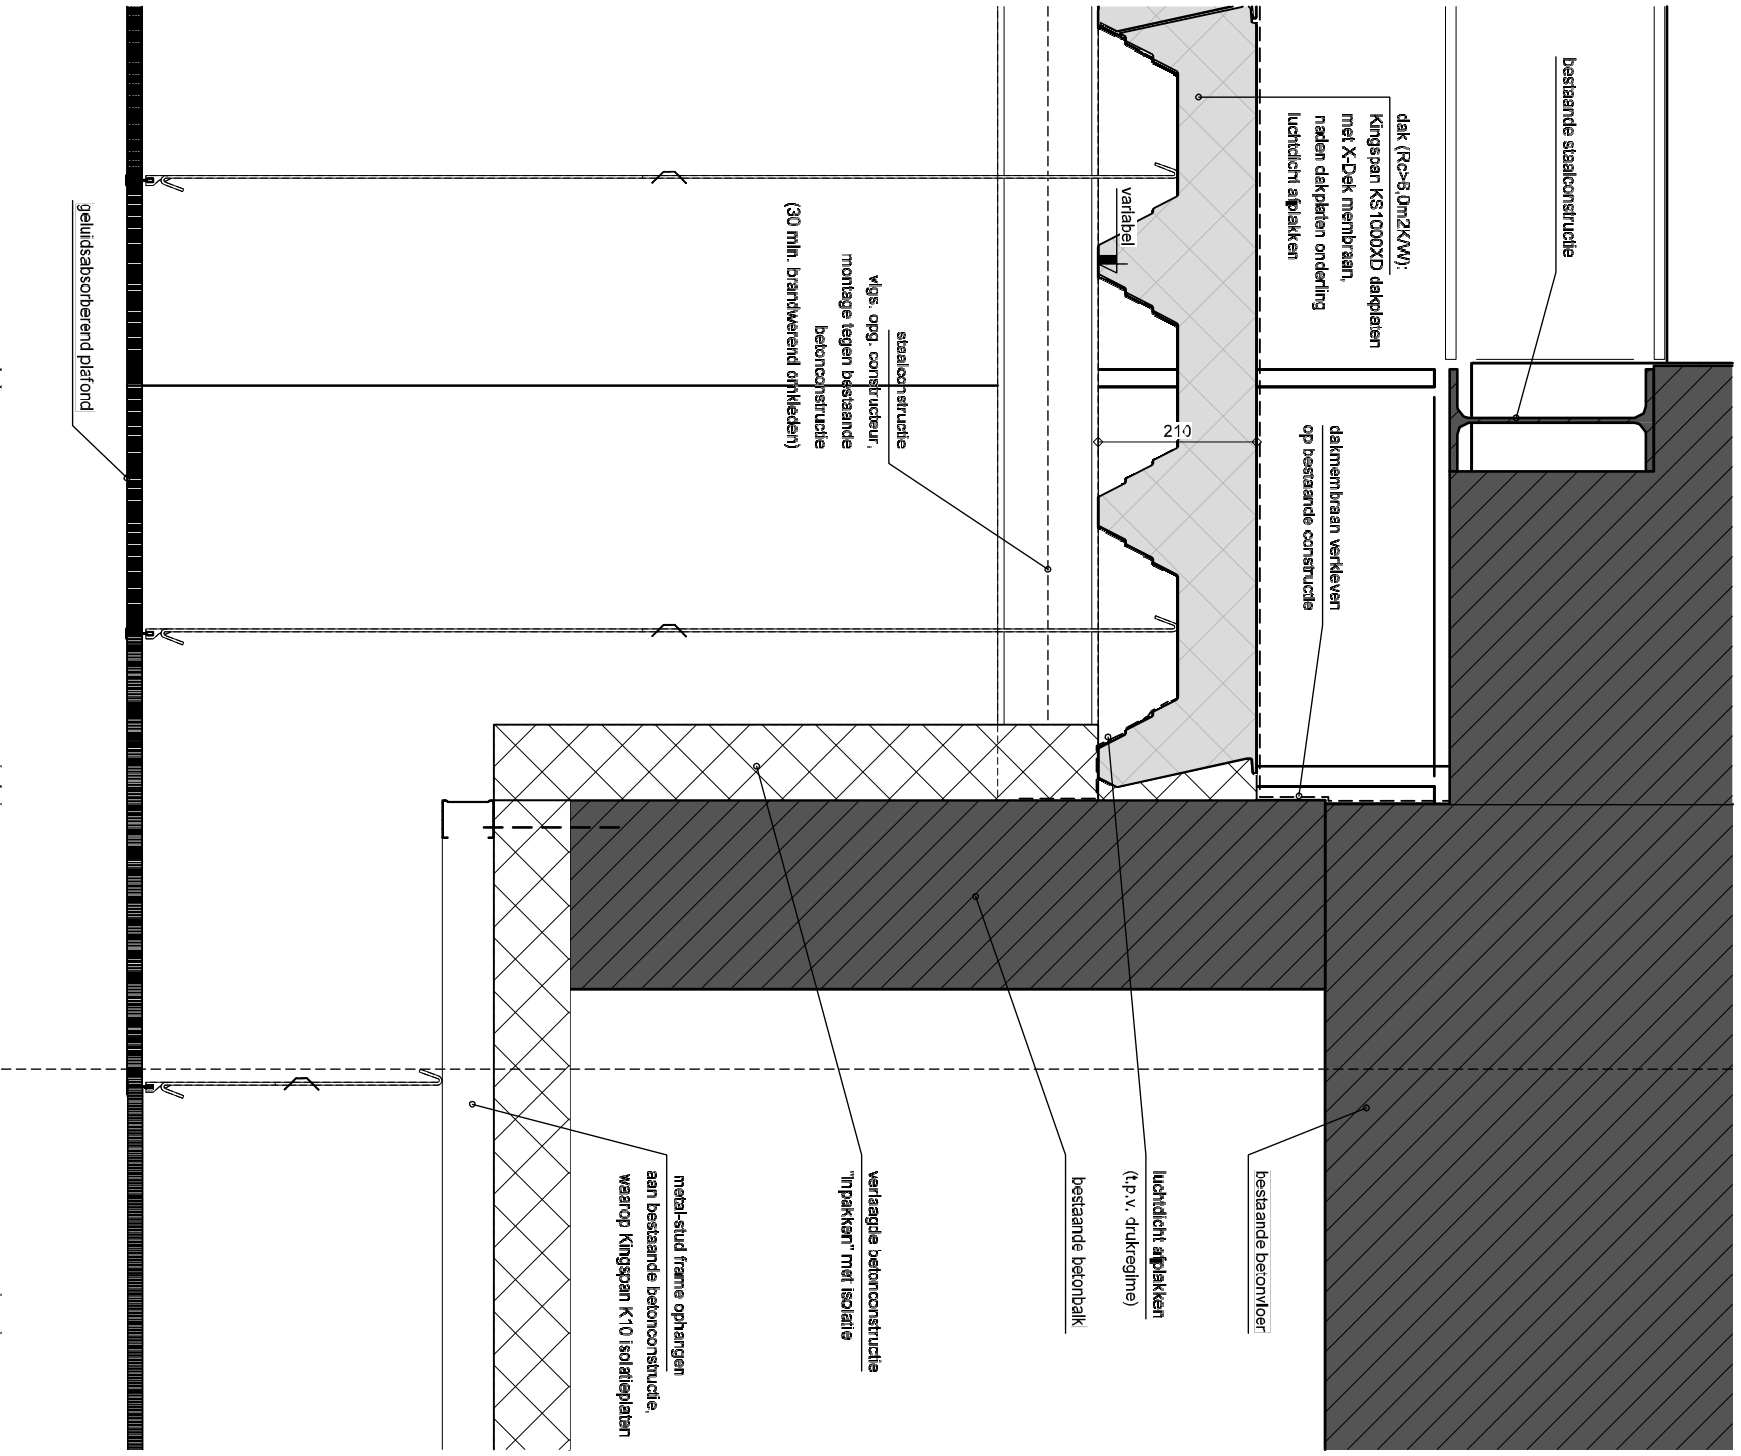 bestaande staalconstructie
dak (Rc>6,0m2K/W):
Kingspan KS1000XD dakplaten
met X-Dek membraan,
naden dakplaten onderling
luchtdicht afplakken
dakmembraan verkleven
op bestaande constructie
variabel
210
staalconstructie
vlgs. opg. constructeur,
montage tegen bestaande
betonconstructie
(30 min. brandwerend omkleden)
geluidsabsorberend plafond
bestaande betonvloer
luchtdicht afplakken
(t.p.v. drukregime)
bestaande betonbalk
verlaagde betonconstructie
"inpakken" met isolatie
metal-stud frame ophangen
aan bestaande betonconstructie,
waarop Kingspan K10 isolatieplaten